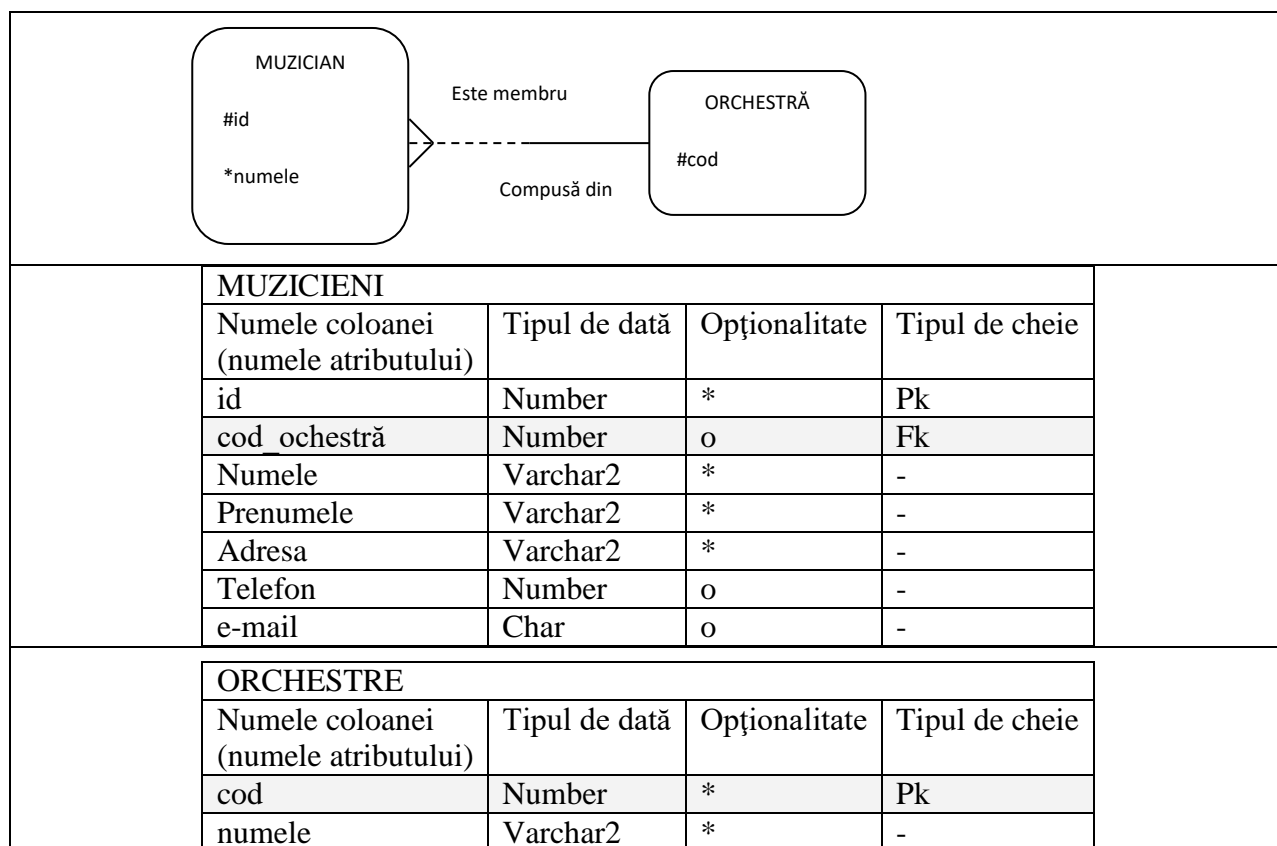 MUZICIAN
#id
*numele
Este membru
Compusă din
ORCHESTRĂ
#cod
MUZICIENI
Numele coloanei (numele atributului) Tipul de dată Opţionalitate Tipul de cheie
id Number * Pk
cod_ochestră Number o Fk
Numele Varchar2 * -
Prenumele Varchar2 * -
Adresa Varchar2 * -
Telefon Number o -
e-mail Char o -
ORCHESTRE
Numele coloanei (numele atributului) Tipul de dată Opţionalitate Tipul de cheie
cod Number * Pk
numele Varchar2 * -